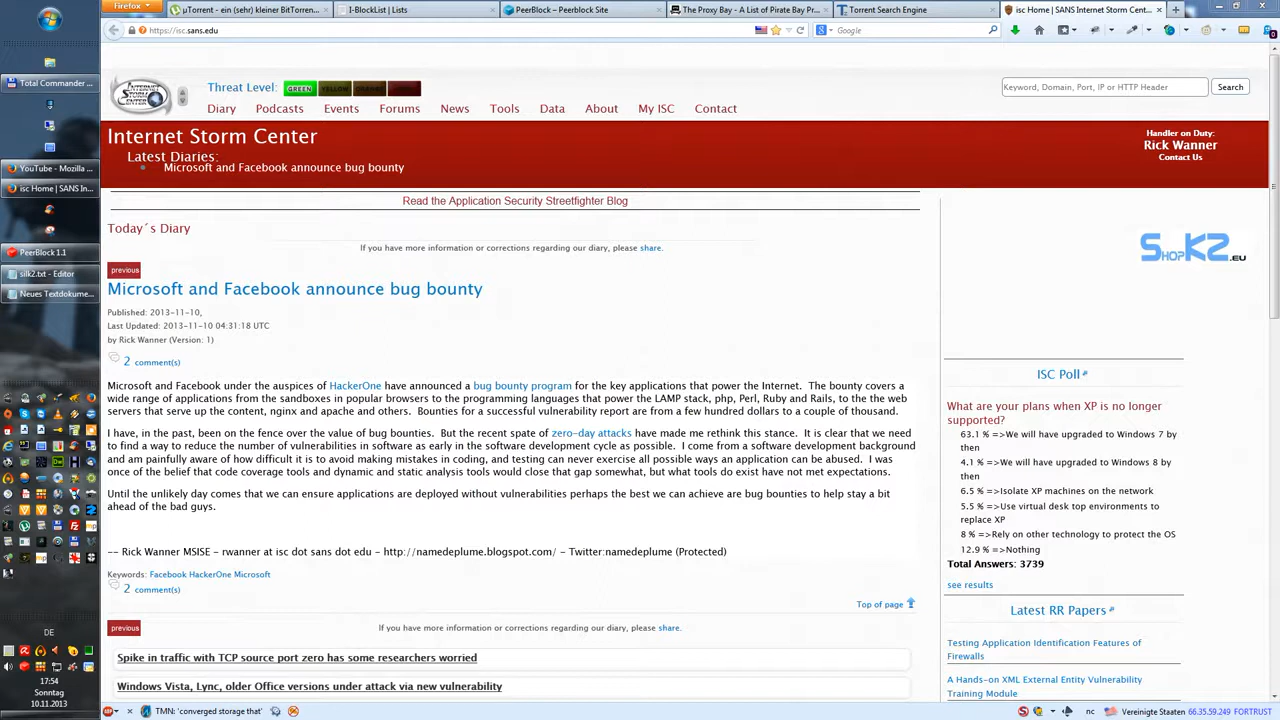 Firefox
µTorrent - ein (sehr) kleiner BitTorren...
I-BlockList | Lists
PeerBlock – Peerblock Site
The Proxy Bay - A List of Pirate Bay Pr...
Torrent Search Engine
isc Home | SANS Internet Storm Cent...
https://isc.sans.edu
Google
Total Commander ...
YouTube - Mozilla ...
isc Home | SANS In...
PeerBlock 1.1
silk2.txt - Editor
Neues Textdokume...
DE
17:54
Sonntag
10.11.2013
INTERNET
STORM
CENTER
Threat Level: GREEN YELLOW
Diary Podcasts Events Forums News Tools Data About My ISC Contact
Keyword, Domain, Port, IP or HTTP Header
Search
Internet Storm Center
Latest Diaries:
Microsoft and Facebook announce bug bounty
Handler on Duty:
Rick Wanner
Contact Us
Read the Application Security Streetfighter Blog
Today´s Diary
If you have more information or corrections regarding our diary, please share.
previous
Microsoft and Facebook announce bug bounty
Published: 2013-11-10,
Last Updated: 2013-11-10 04:31:18 UTC
by Rick Wanner (Version: 1)
2 comment(s)
Microsoft and Facebook under the auspices of HackerOne have announced a bug bounty program for the key applications that power the Internet. The bounty covers a
wide range of applications from the sandboxes in popular browsers to the programming languages that power the LAMP stack, php, Perl, Ruby and Rails, to the the web
servers that serve up the content, nginx and apache and others. Bounties for a successful vulnerability report are from a few hundred dollars to a couple of thousand.
I have, in the past, been on the fence over the value of bug bounties. But the recent spate of zero-day attacks have made me rethink this stance. It is clear that we need
to find a way to reduce the number of vulnerabilities in software as early in the software development cycle as possible. I come from a software development background
and am painfully aware of how difficult it is to avoid making mistakes in coding, and testing can never exercise all possible ways an application can be abused. I was
once of the belief that code coverage tools and dynamic and static analysis tools would close that gap somewhat, but what tools do exist have not met expectations.
Until the unlikely day comes that we can ensure applications are deployed without vulnerabilities perhaps the best we can achieve are bug bounties to help stay a bit
ahead of the bad guys.
-- Rick Wanner MSISE - rwanner at isc dot sans dot edu - http://namedeplume.blogspot.com/ - Twitter:namedeplume (Protected)
Keywords: Facebook HackerOne Microsoft
2 comment(s)
Top of page
previous
If you have more information or corrections regarding our diary, please share.
Spike in traffic with TCP source port zero has some researchers worried
Windows Vista, Lync, older Office versions under attack via new vulnerability
SHOPK2.EU
ISC Poll
What are your plans when XP is no longer
supported?
63.1 % =>We will have upgraded to Windows 7 by
then
4.1 % =>We will have upgraded to Windows 8 by
then
6.5 % =>Isolate XP machines on the network
5.5 % =>Use virtual desk top environments to
replace XP
8 % =>Rely on other technology to protect the OS
12.9 % =>Nothing
Total Answers: 3739
see results
Latest RR Papers
Testing Application Identification Features of
Firewalls
A Hands-on XML External Entity Vulnerability
Training Module
TMN: 'converged storage that'
nc
Vereinigte Staaten 66.35.59.249 FORTRUST